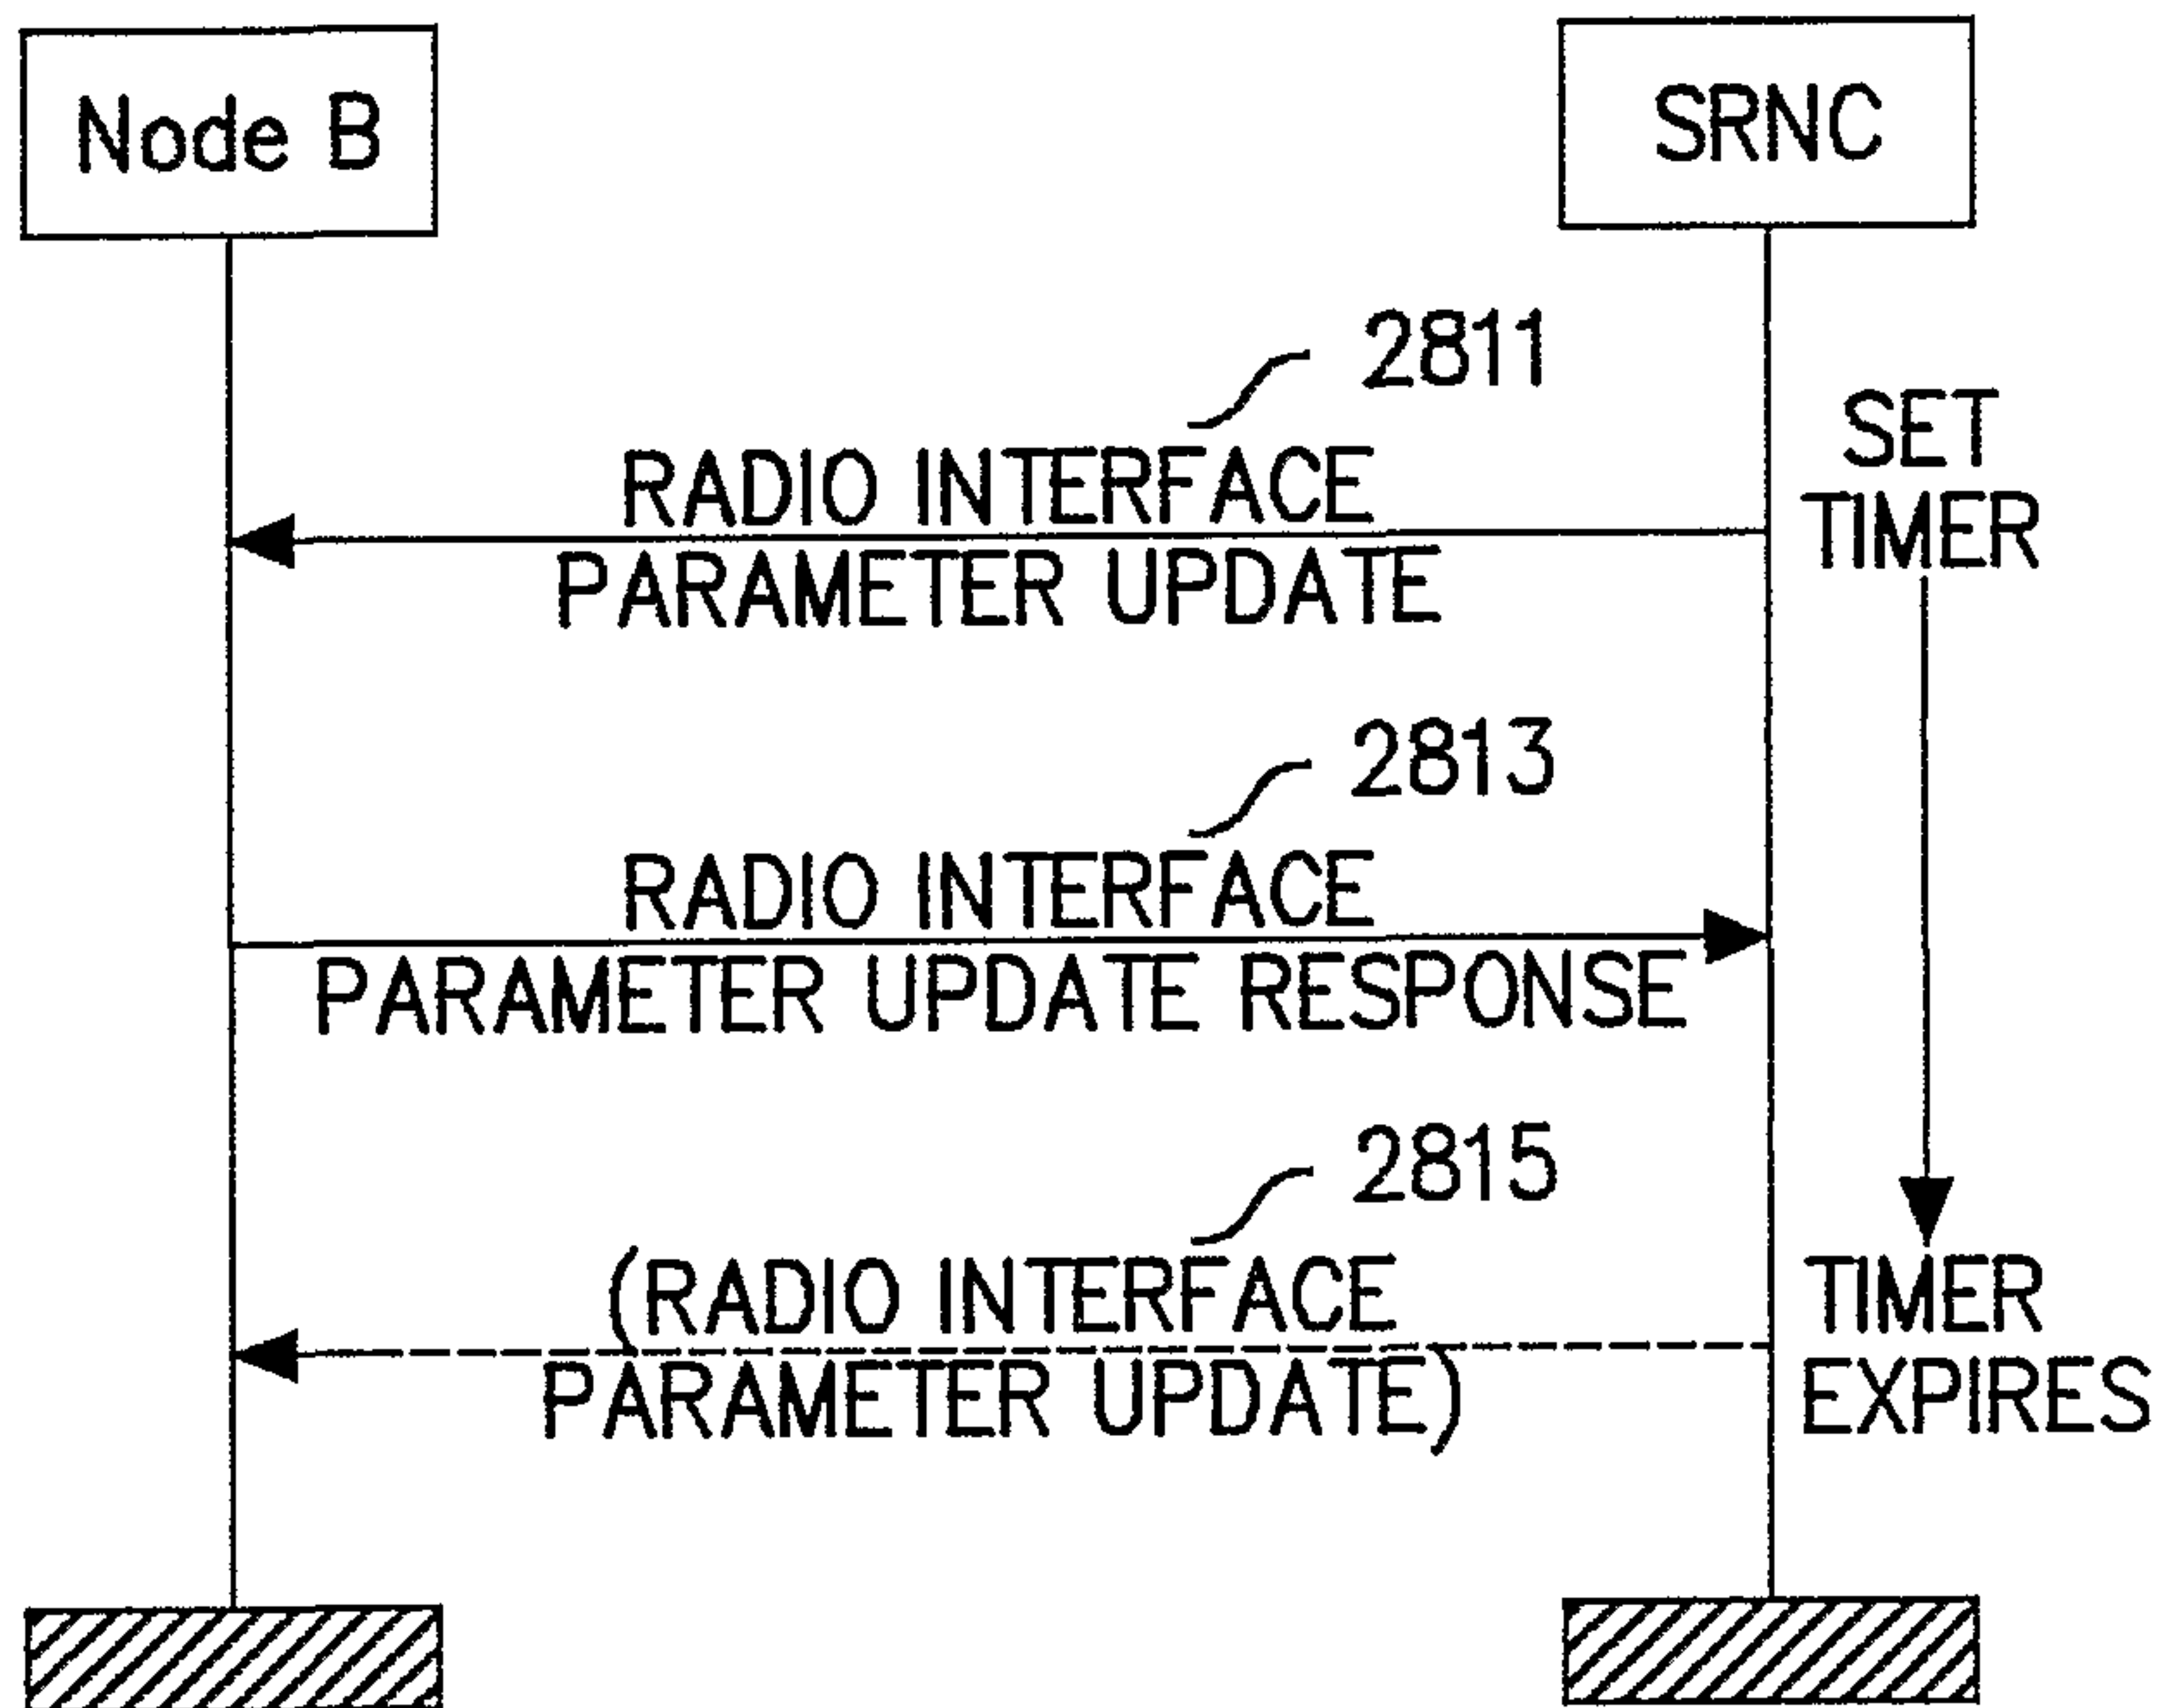 Node B
SRNC
2811
SET
TIMER
RADIO INTERFACE
PARAMETER UPDATE
2813
RADIO INTERFACE
PARAMETER UPDATE RESPONSE
2815
(RADIO INTERFACE
PARAMETER UPDATE)
TIMER
EXPIRES